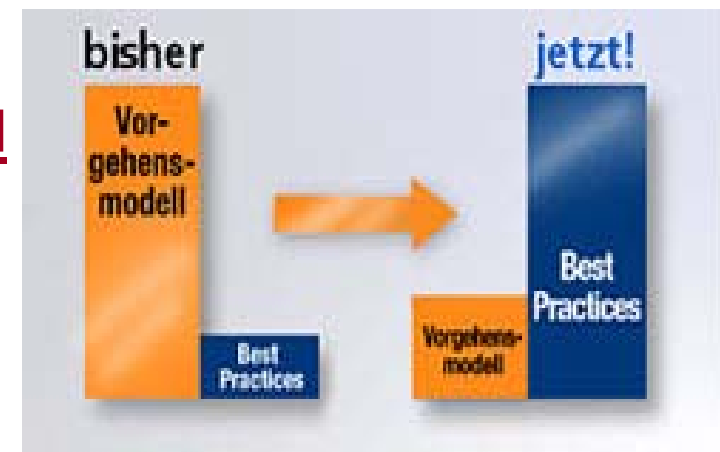 bisher
Vor-
gehens-
modell
Best
Practices
jetzt!
Vorgehens-
modell
Best
Practices